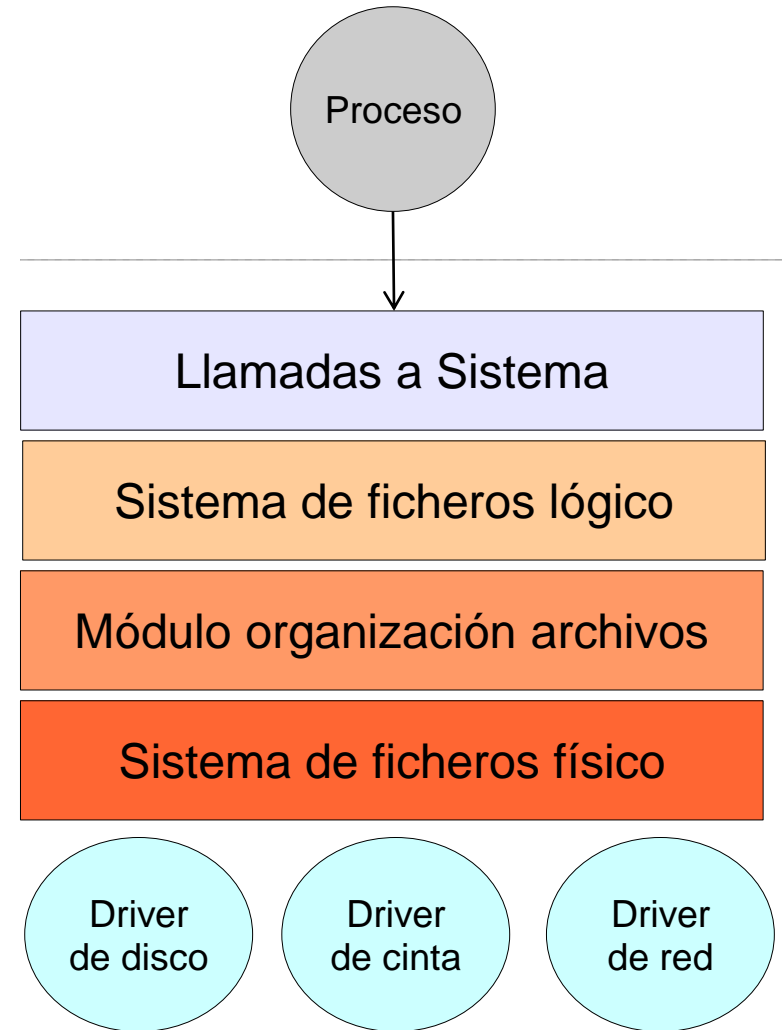 Proceso
Llamadas a Sistema
Sistema de ficheros lógico
Módulo organización archivos
Sistema de ficheros físico
Driver
de disco
Driver
de cinta
Driver
de red